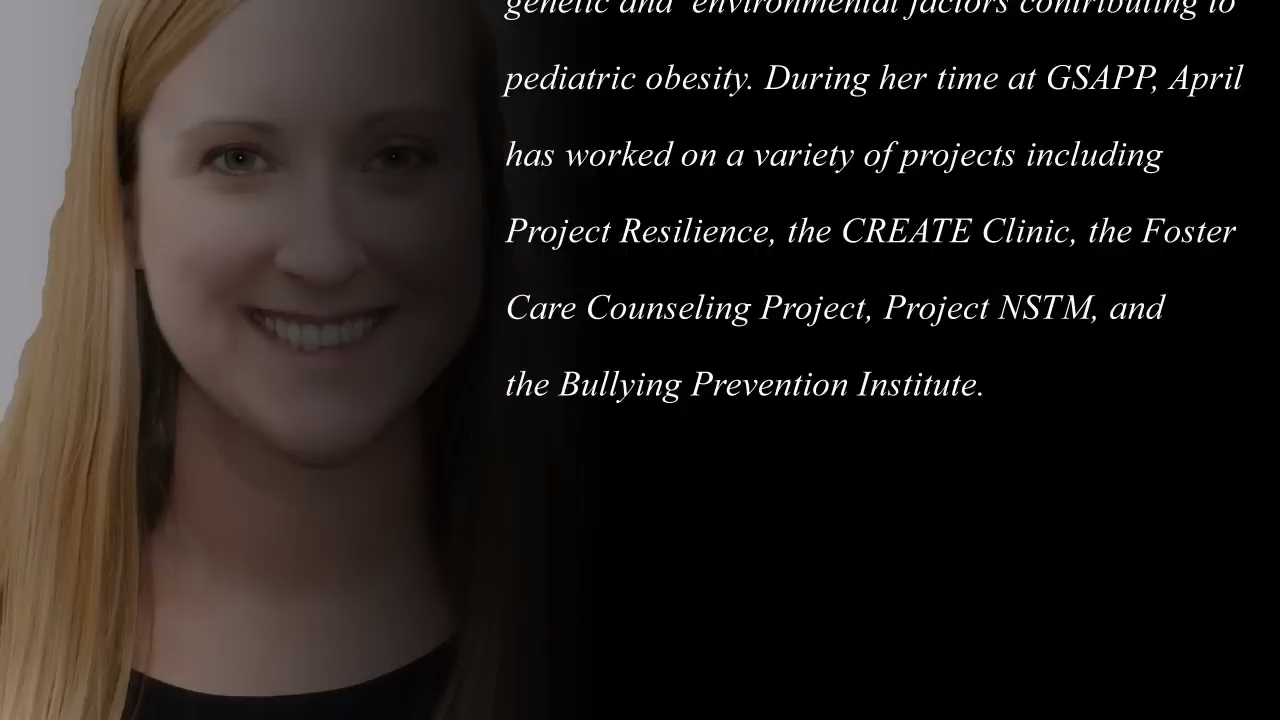 genetic and environmental factors contributing to
pediatric obesity. During her time at GSAPP, April
has worked on a variety of projects including
Project Resilience, the CREATE Clinic, the Foster
Care Counseling Project, Project NSTM, and
the Bullying Prevention Institute.